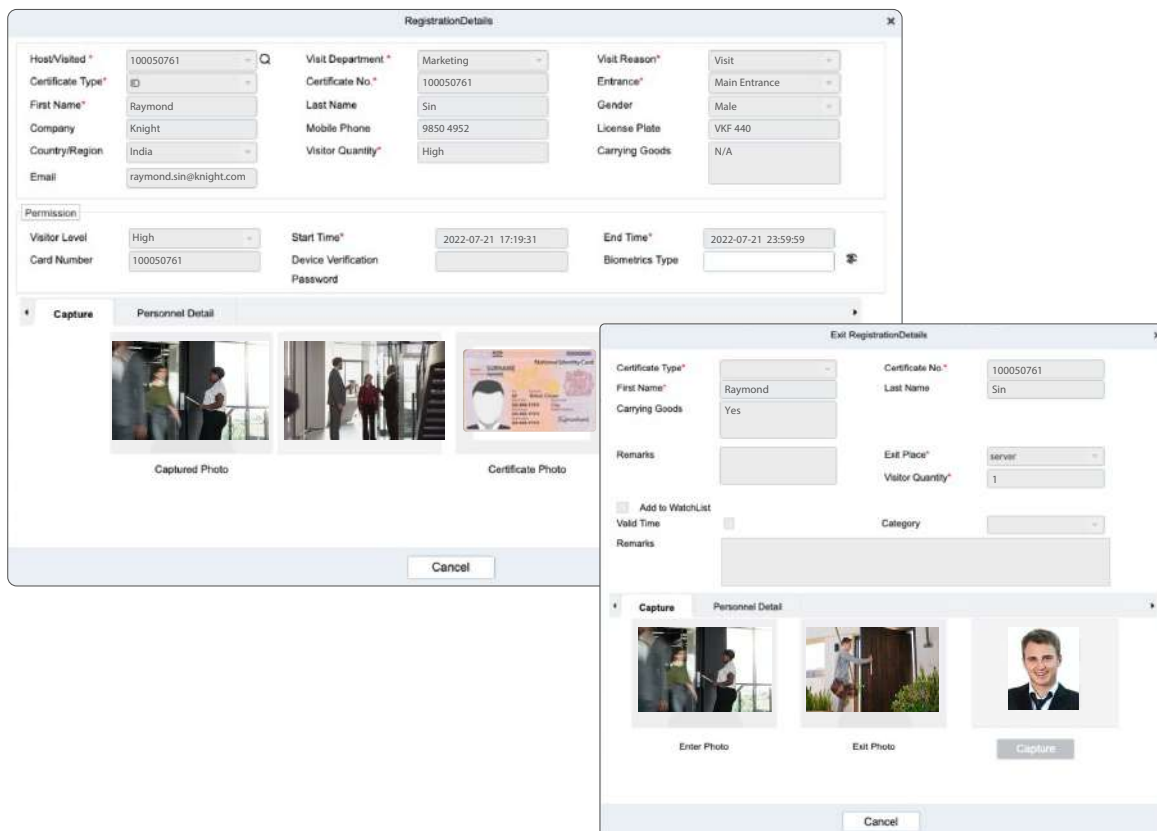 RegistrationDetails
Host/Visited * 100050761 Visit Department * Marketing Visit Reason* Visit
Certificate Type* ID Certificate No.* 100050761 Entrance* Main Entrance
First Name* Raymond Last Name Sin Gender Male
Company Knight Mobile Phone 9850 4952 License Plate VKF 440
Country/Region India Visitor Quantity* High Carrying Goods N/A
Email raymond.sin@knight.com
Permission
Visitor Level High Start Time* 2022-07-21 17:19:31 End Time* 2022-07-21 23:59:59
Card Number 100050761 Device Verification Biometrics Type
Password
Capture Personnel Detail
National Identity Card
SURNAME
Captured Photo Certificate Photo
Cancel
Exit RegistrationDetails
Certificate Type* Certificate No.* 100050761
First Name* Raymond Last Name Sin
Carrying Goods Yes
Remarks Exit Place* server
Visitor Quantity* 1
Add to WatchList
Valid Time Category
Remarks
Capture Personnel Detail
Enter Photo Exit Photo Capture
Cancel